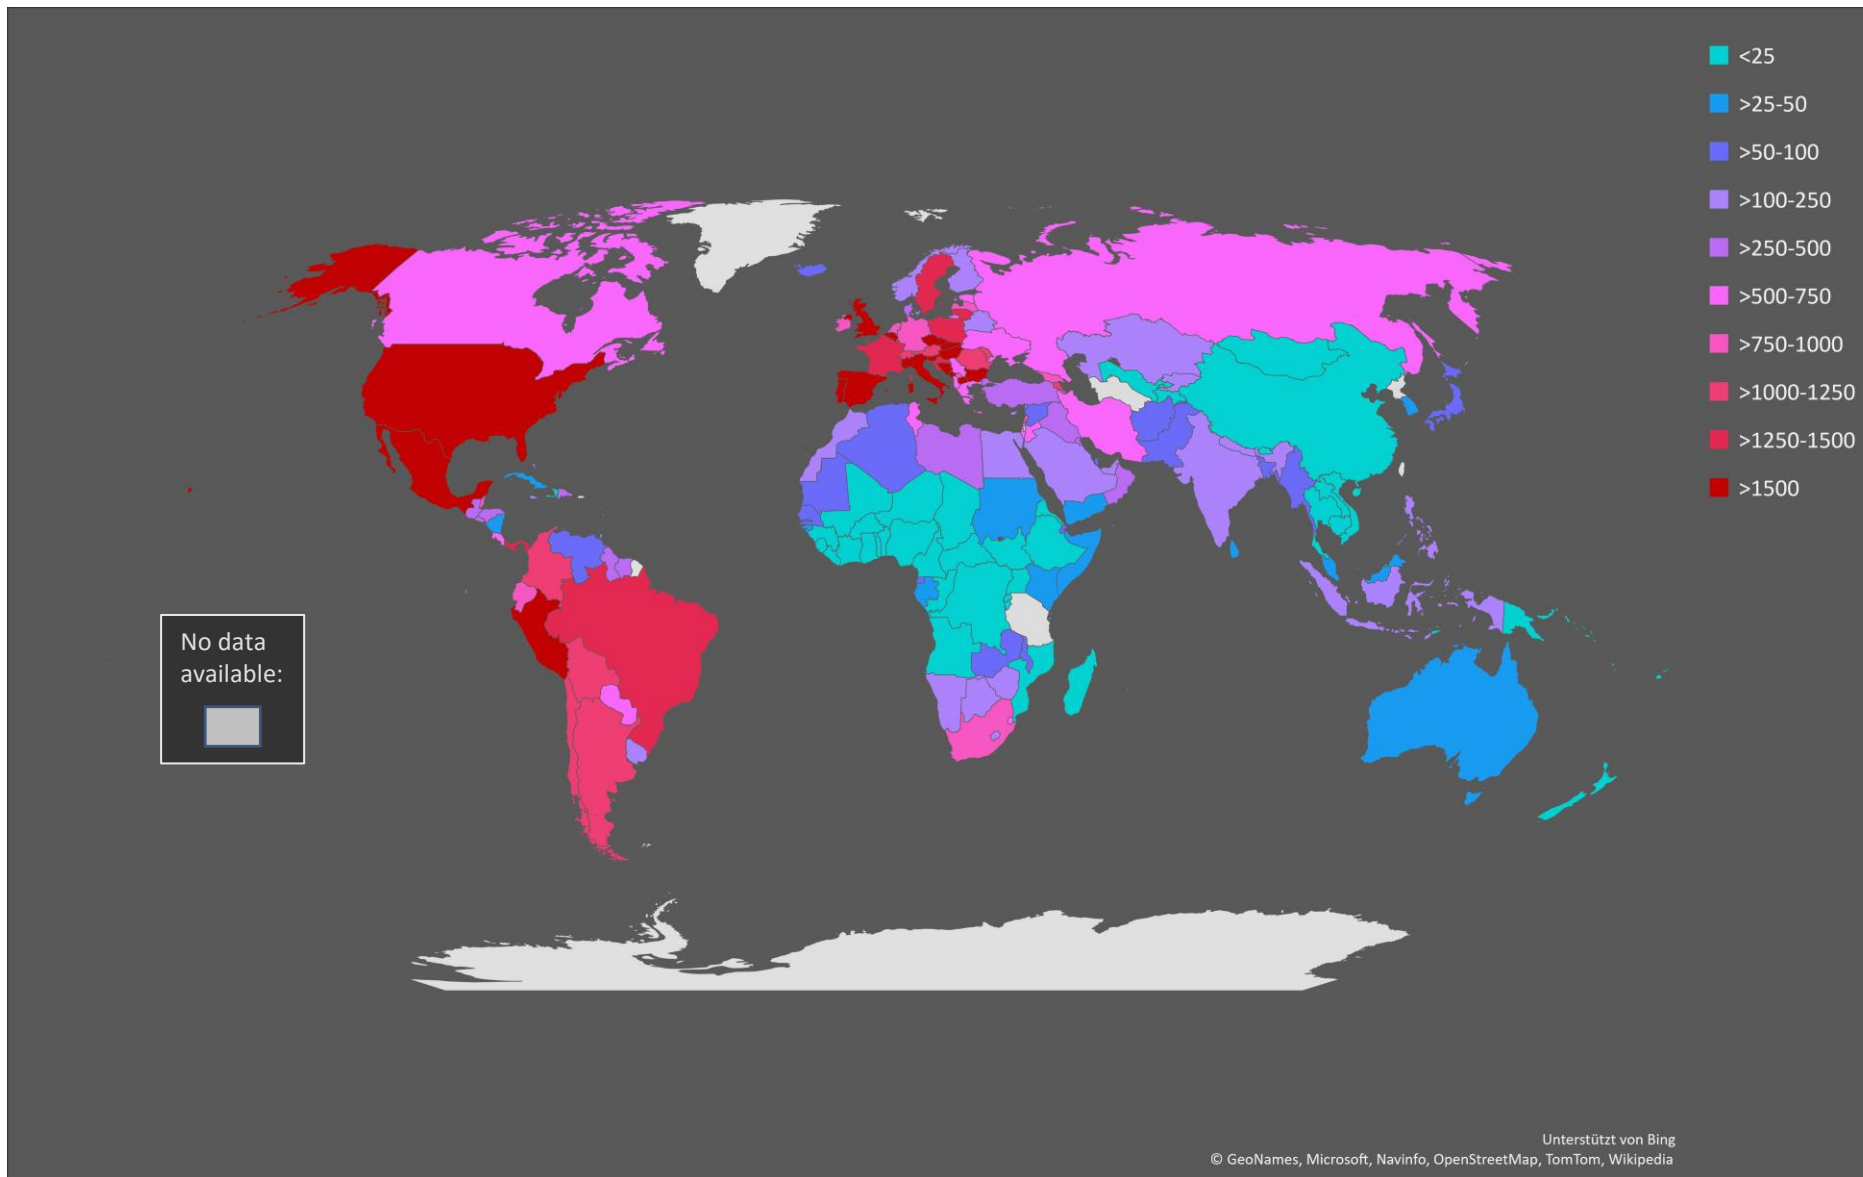 <25
>25-50
>50-100
>100-250
>250-500
>500-750
>750-1000
>1000-1250
>1250-1500
>1500
No data
available:
Unterstützt von Bing
© GeoNames, Microsoft, Navinfo, OpenStreetMap, TomTom, Wikipedia